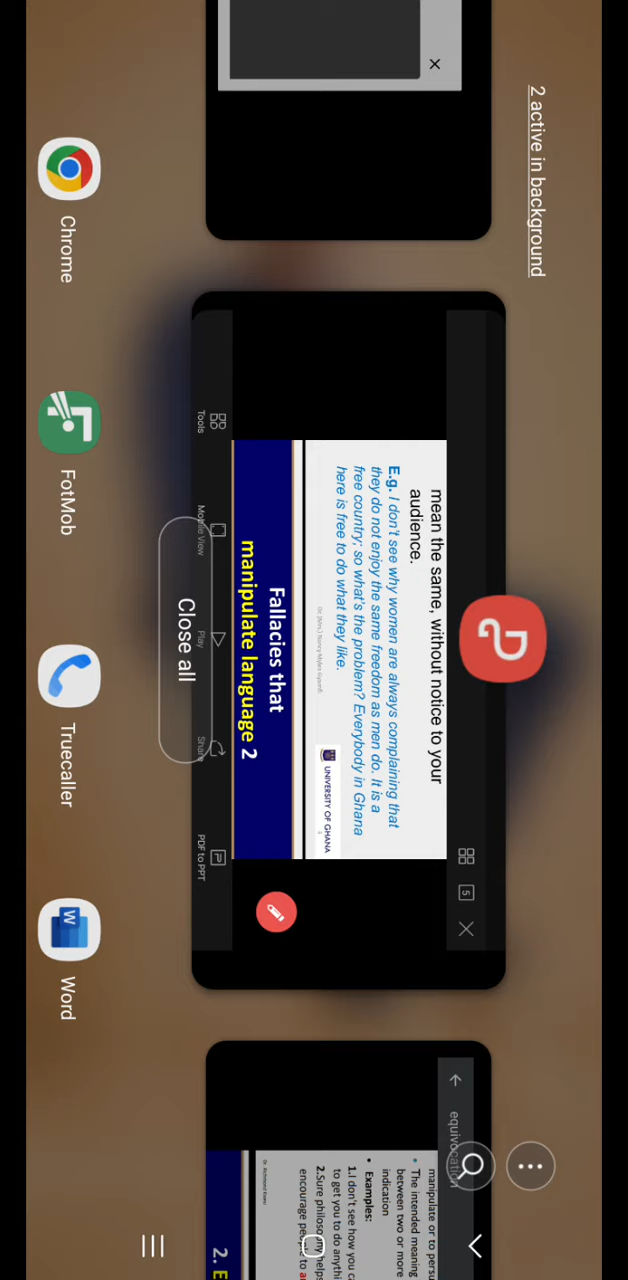 2 active in background
mean the same, without notice to your
audience.
E.g. I don't see why women are always complaining that
they do not enjoy the same freedom as men do. It is a
free country; so what's the problem? Everybody in Ghana
here is free to do what they like.
UNIVERSITY OF GHANA
Fallacies that
manipulate language 2
5
Tools
Mobile View
Play
Share
PDF to PPT
Close all
equivocation
manipulate or to persu
The intended meaning
between two or more
indication
• Examples:
1.I don't see how you c
to get you to do anythi
2.Sure philosophy helps
encourage people to a
2. E
Chrome
FotMob
Truecaller
Word